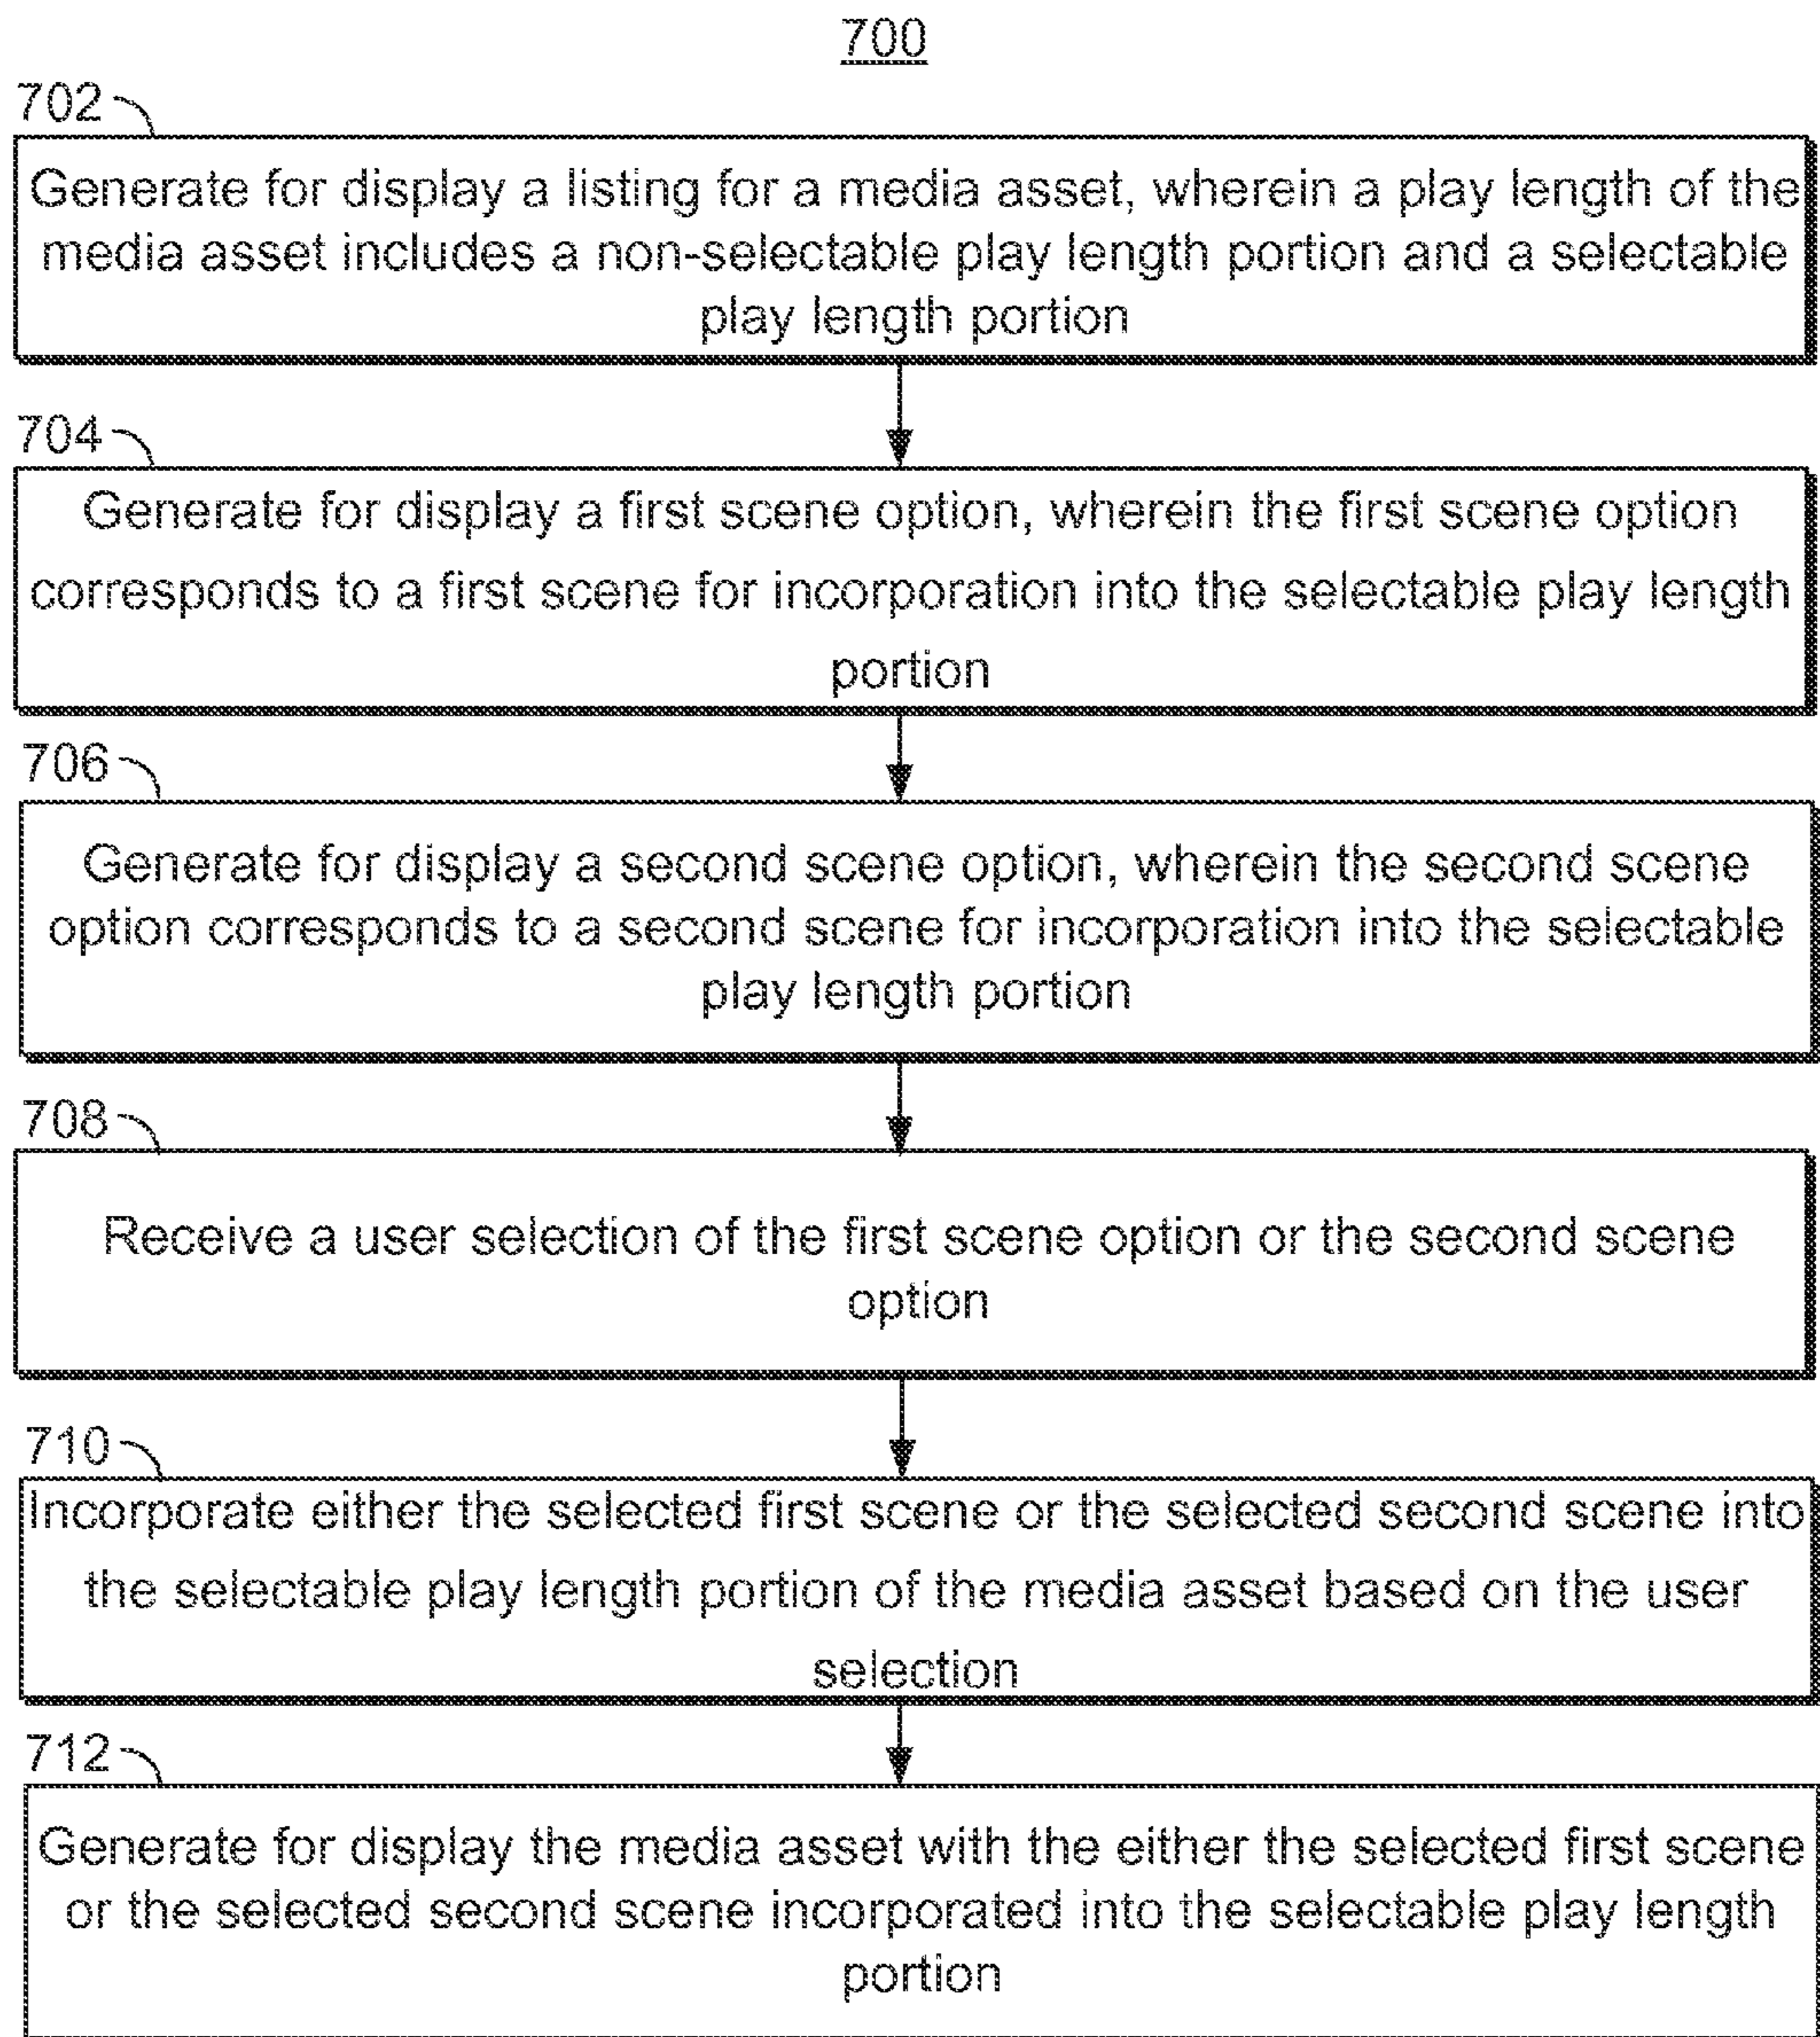 700
702
Generate for display a listing for a media asset, wherein a play length of the
media asset includes a non-selectable play length portion and a selectable
play length portion
704
Generate for display a first scene option, wherein the first scene option
corresponds to a first scene for incorporation into the selectable play length
portion
706
Generate for display a second scene option, wherein the second scene
option corresponds to a second scene for incorporation into the selectable
play length portion
708
Receive a user selection of the first scene option or the second scene
option
710
Incorporate either the selected first scene or the selected second scene into
the selectable play length portion of the media asset based on the user
selection
712
Generate for display the media asset with the either the selected first scene
or the selected second scene incorporated into the selectable play length
portion